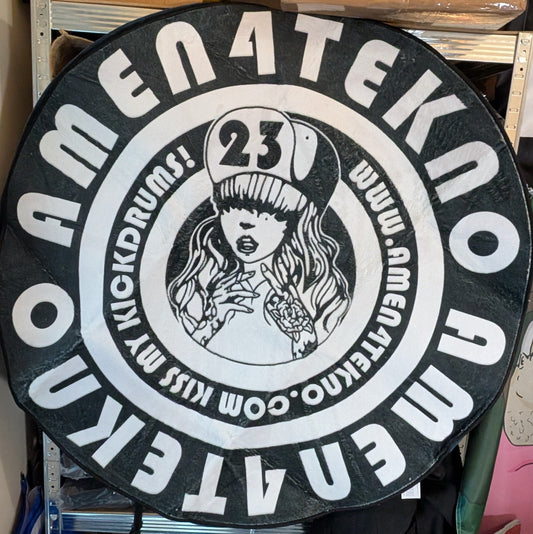 AMEN4TEKNO AMEN4TEKNO
WWW.AMEN4TEKNO.COM KISS MY KICKDRUMS!
23